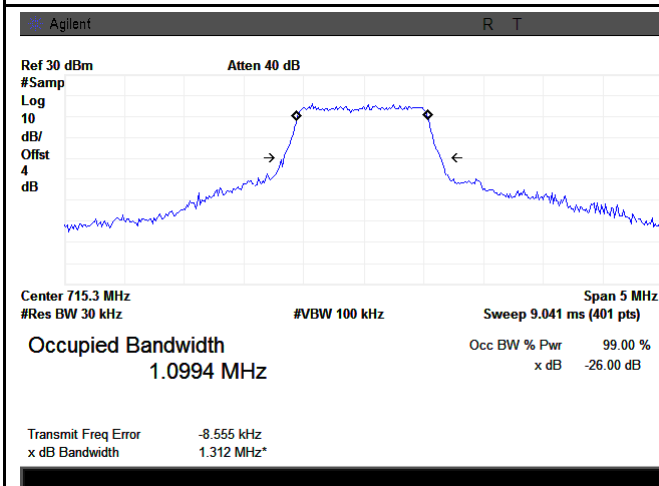 Agilent R T
Ref 30 dBm Atten 40 dB
#Samp
Log
10
dB/
Offst
4
dB
Center 715.3 MHz Span 5 MHz
#Res BW 30 kHz #VBW 100 kHz Sweep 9.041 ms (401 pts)
Occupied Bandwidth Occ BW % Pwr 99.00 %
1.0994 MHz x dB -26.00 dB
Transmit Freq Error -8.555 kHz
x dB Bandwidth 1.312 MHz*